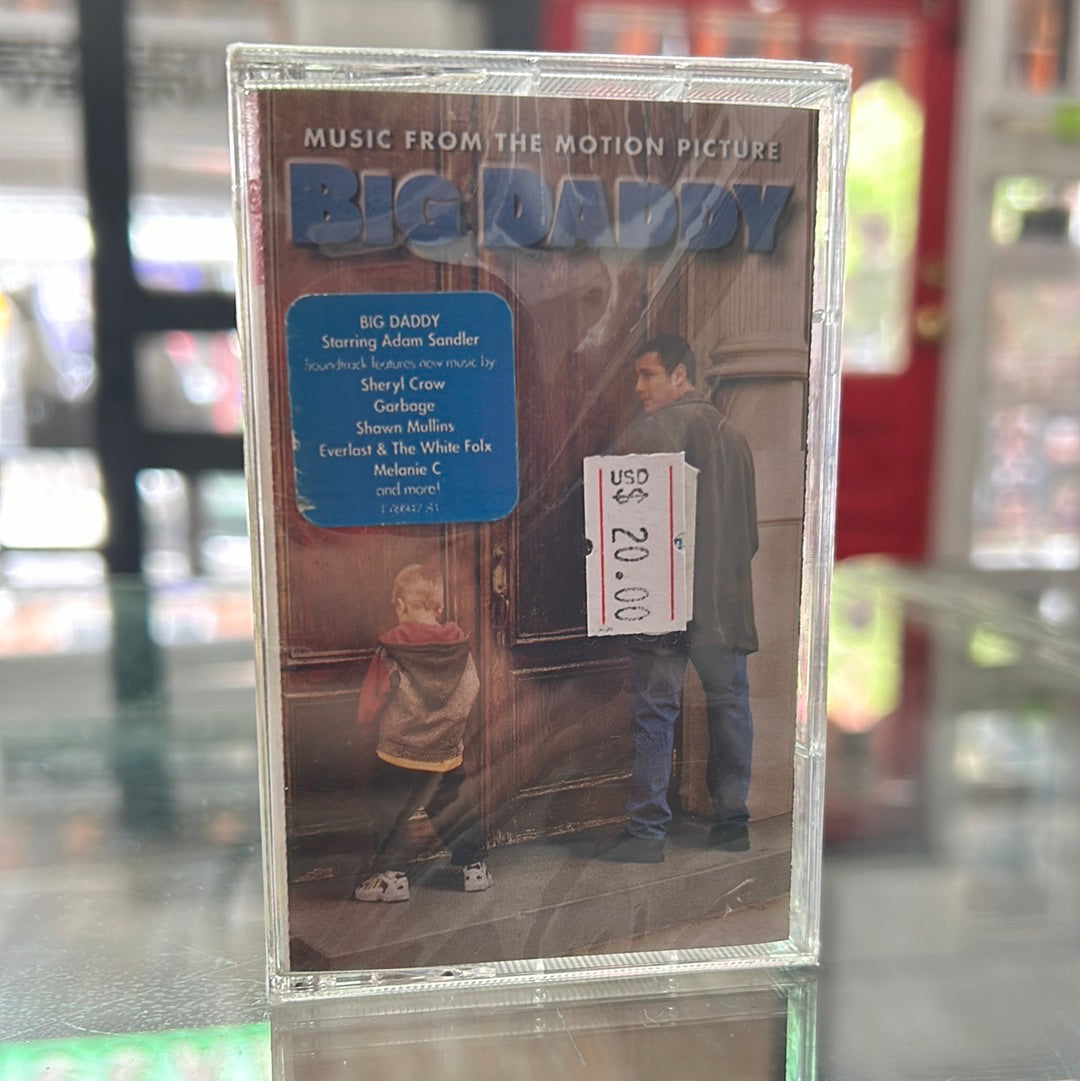 MUSIC FROM THE MOTION PICTURE
BIG DADDY
BIG DADDY
Starring Adam Sandler
Soundtrack features new music by
Sheryl Crow
Garbage
Shawn Mullins
Everlast & The White Folx
Melanie C
and more!
USD
$ 20.00